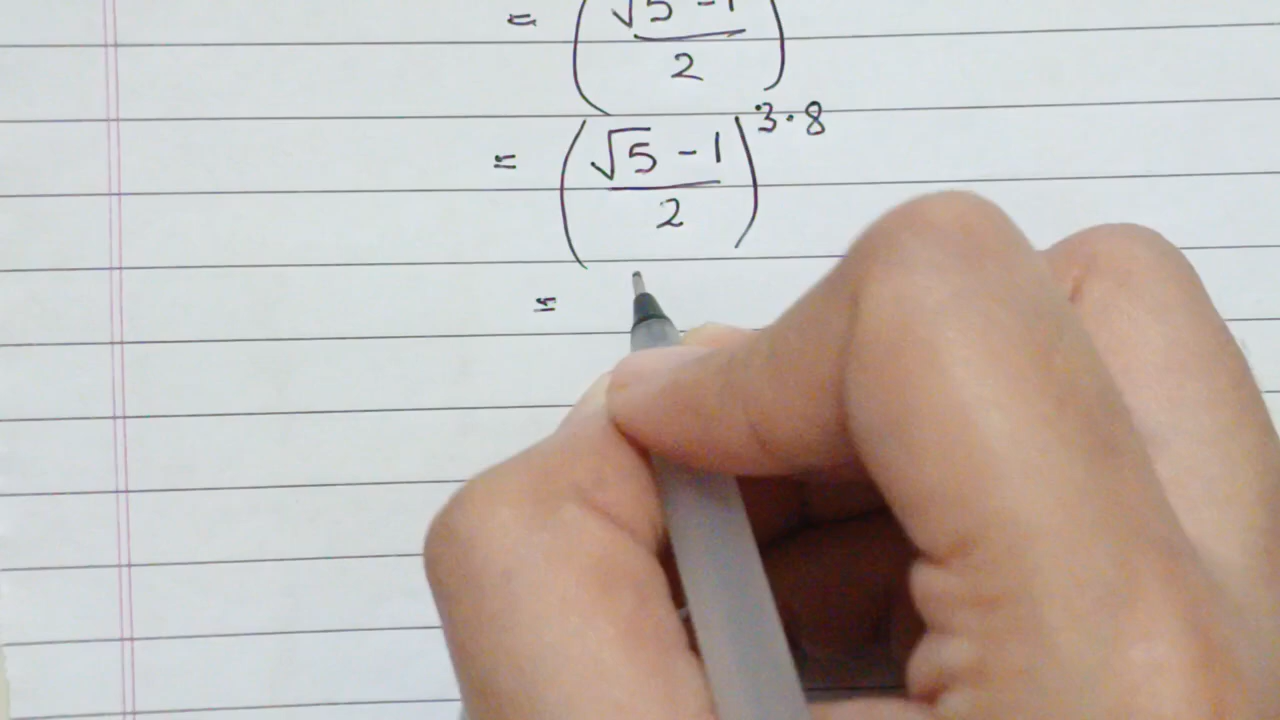 = (√5 - 1 / 2)
= (√5 - 1 / 2)^3·8
=